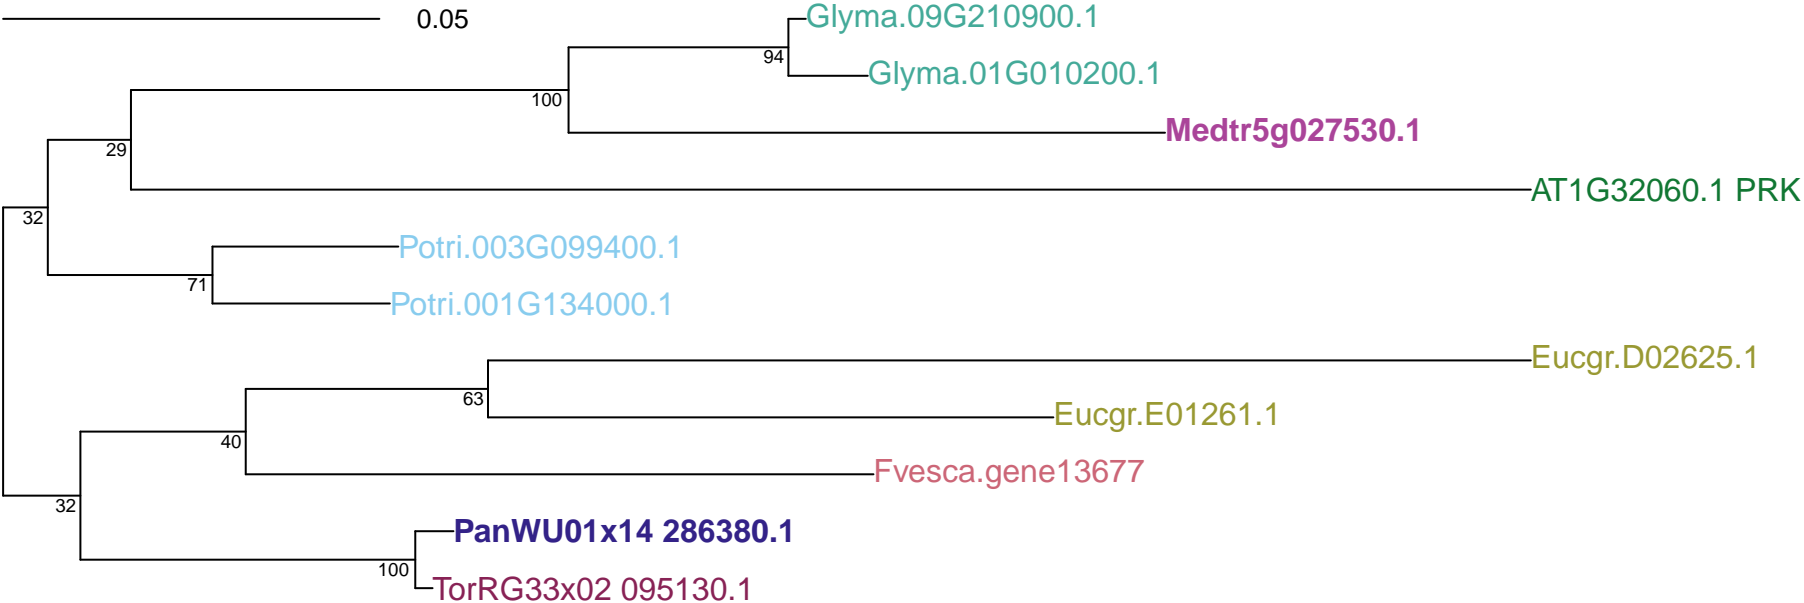 0.05
Glyma.09G210900.1
94
Glyma.01G010200.1
100
Medtr5g027530.1
29
AT1G32060.1 PRK
32
Potri.003G099400.1
71
Potri.001G134000.1
Eucgr.D02625.1
63
Eucgr.E01261.1
40
Fvesca.gene13677
32
PanWU01x14 286380.1
100
TorRG33x02 095130.1